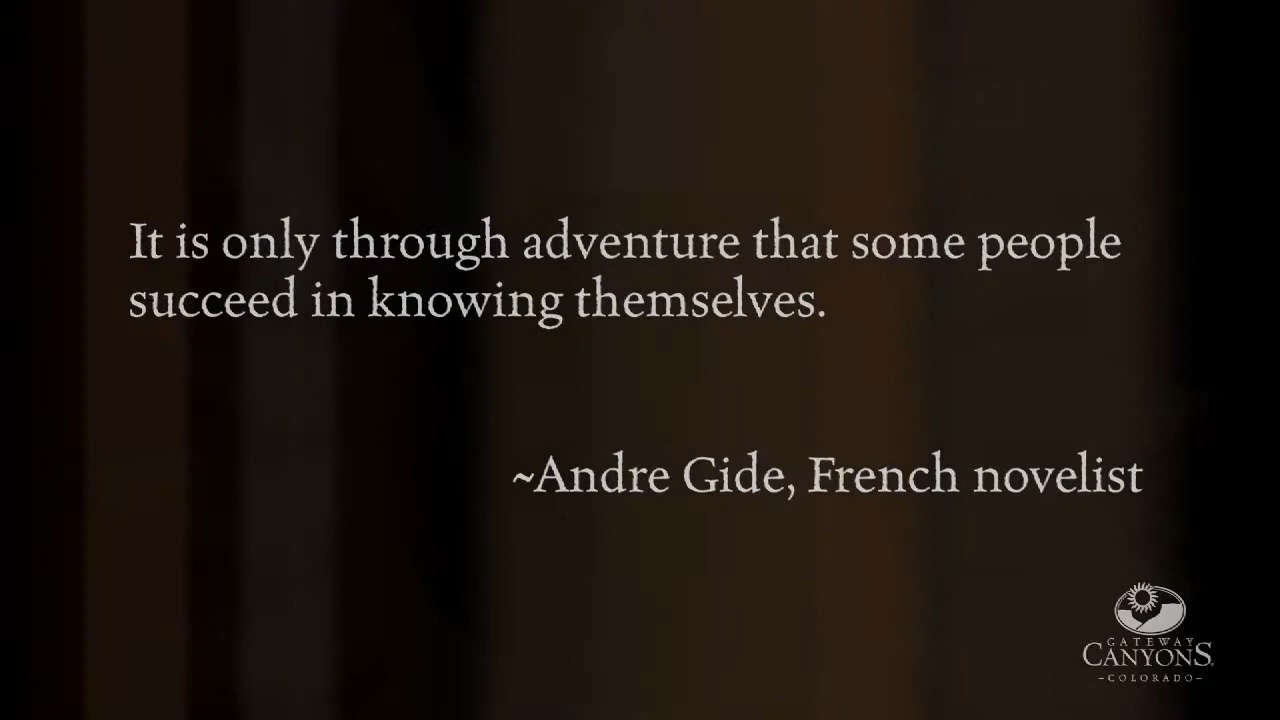 It is only through adventure that some people
succeed in knowing themselves.
~Andre Gide, French novelist
GATEWAY
CANYONS
-COLORADO-